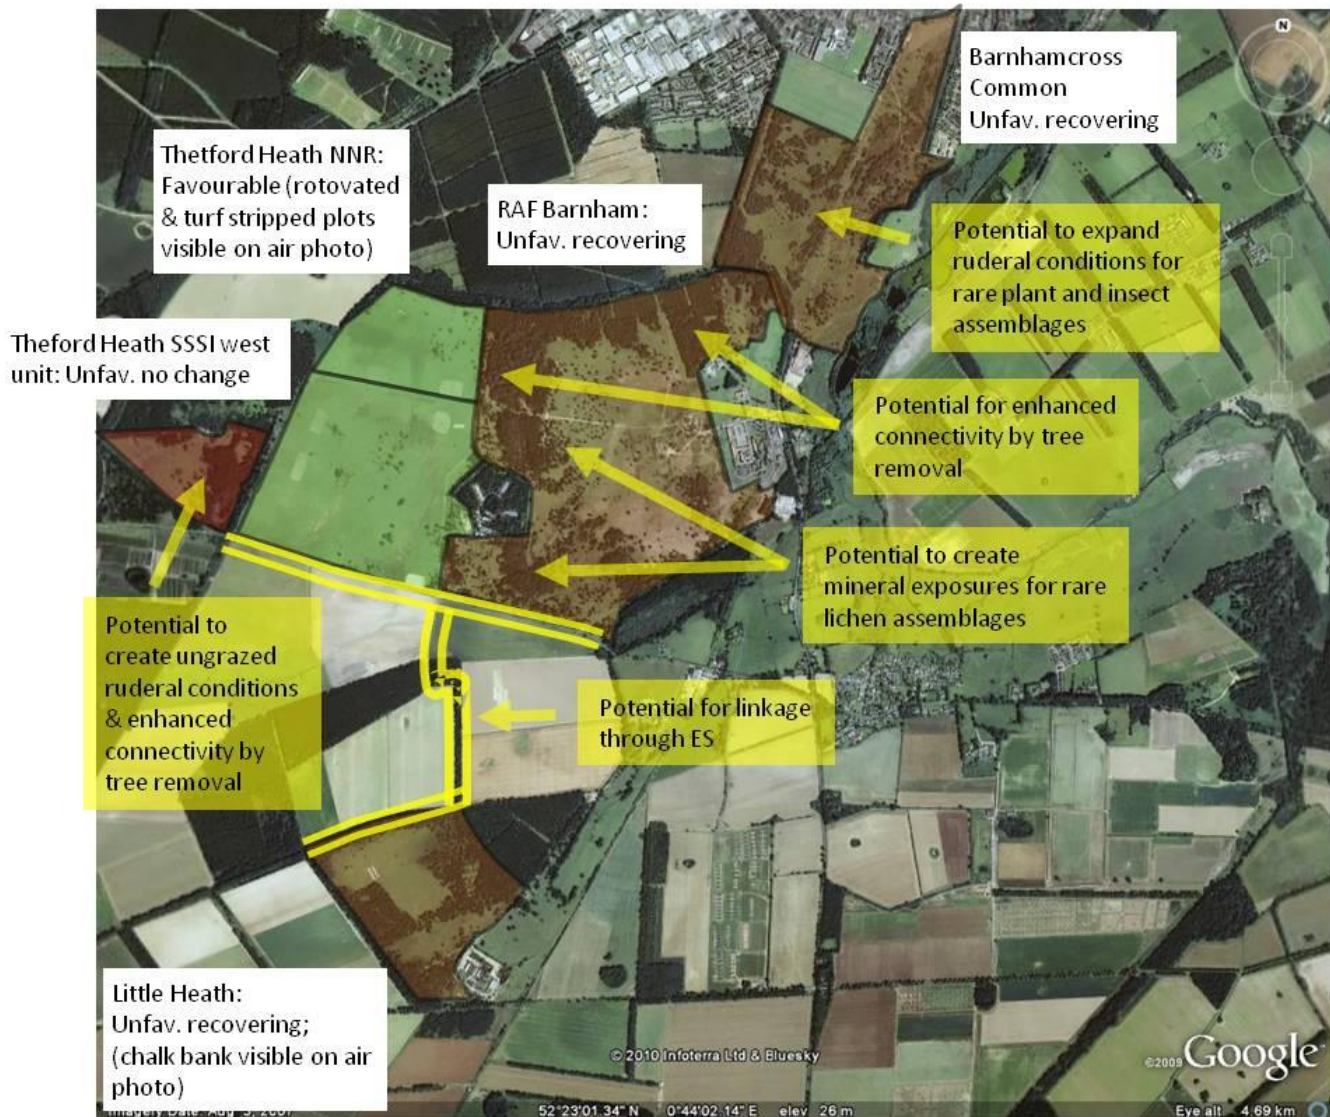 Barnhamcross
Common
Unfav. recovering
Thetford Heath NNR:
Favourable (rotovated
& turf stripped plots
visible on air photo)
RAF Barnham:
Unfav. recovering
Potential to expand
ruderal conditions for
rare plant and insect
assemblages
Theford Heath SSSI west
unit: Unfav. no change
Potential for enhanced
connectivity by tree
removal
Potential to create
mineral exposures for rare
lichen assemblages
Potential to
create ungrazed
ruderal conditions
& enhanced
connectivity by
tree removal
Potential for linkage
through ES
Little Heath:
Unfav. recovering;
(chalk bank visible on air
photo)
N
© 2010 Infoterra Ltd & Bluesky
©2009 Google
Imagery Date: Aug 5, 2007
52°23'01.34" N 0°44'02.14" E elev 26 m
Eye alt 4.69 km